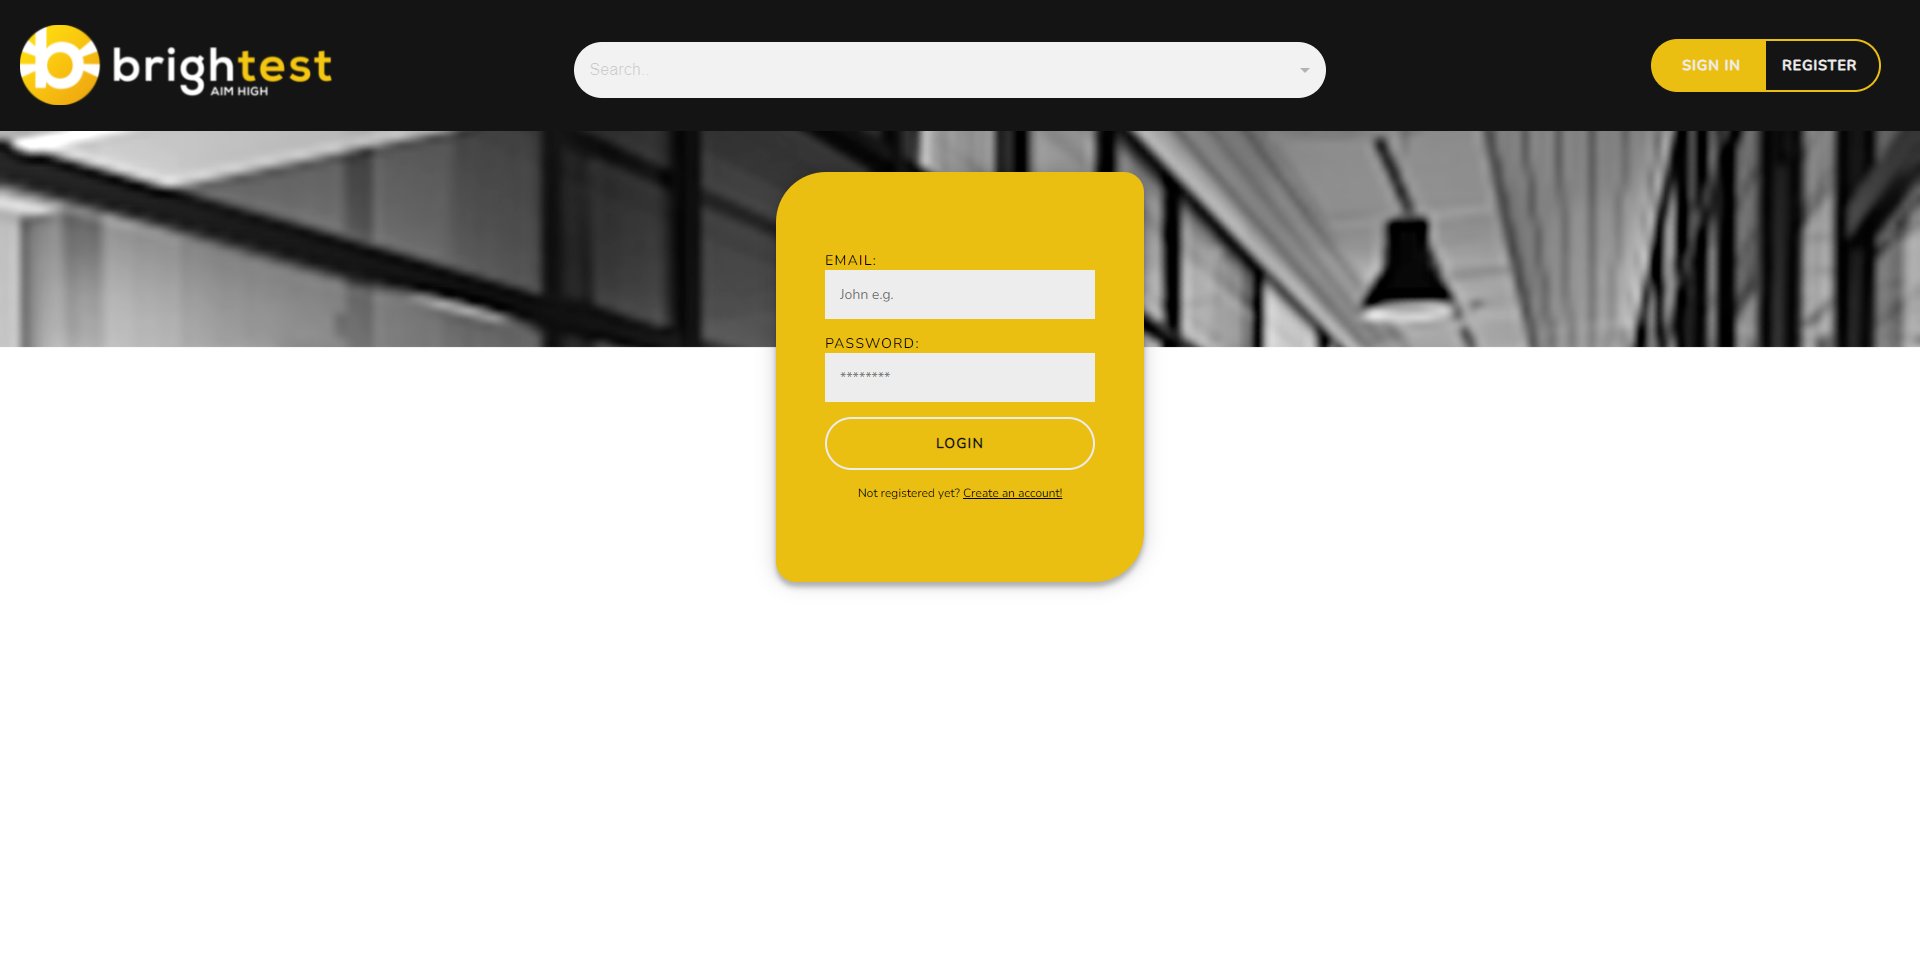 brightest
AIM HIGH
Search..
SIGN IN
REGISTER
EMAIL:
John e.g.
PASSWORD:
********
LOGIN
Not registered yet? Create an account!